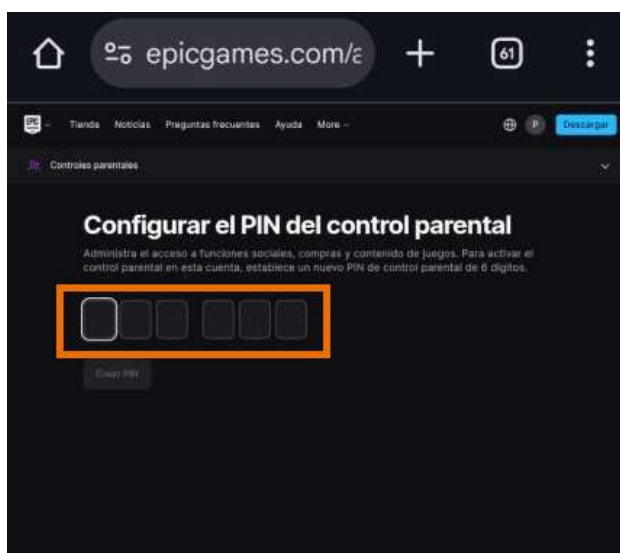 epicgames.com/a
61
EPIC
Tienda Noticias Preguntas frecuentes Ayuda More
P
Descargar
Controles parentales
Configurar el PIN del control parental
Administra el acceso a funciones sociales, compras y contenido de juegos. Para activar el
control parental en esta cuenta, establece un nuevo PIN de control parental de 6 dígitos.
Crear PIN